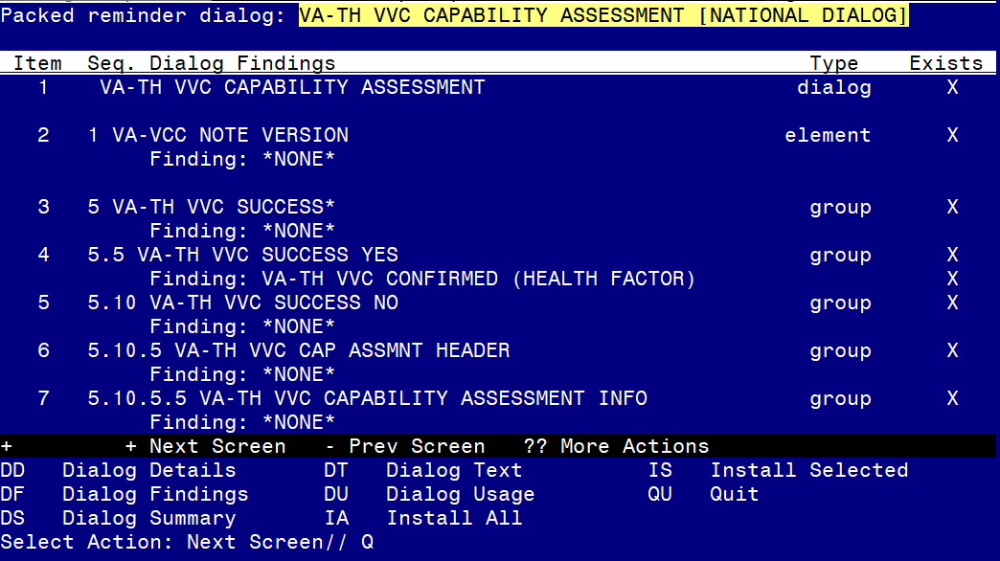 Packed reminder dialog: VA-TH VVC CAPABILITY ASSESSMENT [NATIONAL DIALOG]
Item Seq. Dialog Findings Type Exists
1 VA-TH VVC CAPABILITY ASSESSMENT dialog X
2 1 VA-VCC NOTE VERSION element X
Finding: *NONE*
3 5 VA-TH VVC SUCCESS* group X
Finding: *NONE*
4 5.5 VA-TH VVC SUCCESS YES group X
Finding: VA-TH VVC CONFIRMED (HEALTH FACTOR) X
5 5.10 VA-TH VVC SUCCESS NO group X
Finding: *NONE*
6 5.10.5 VA-TH VVC CAP ASSMNT HEADER group X
Finding: *NONE*
7 5.10.5.5 VA-TH VVC CAPABILITY ASSESSMENT INFO group X
Finding: *NONE*
+ + Next Screen - Prev Screen ?? More Actions
DD Dialog Details DT Dialog Text IS Install Selected
DF Dialog Findings DU Dialog Usage QU Quit
DS Dialog Summary IA Install All
Select Action: Next Screen// Q